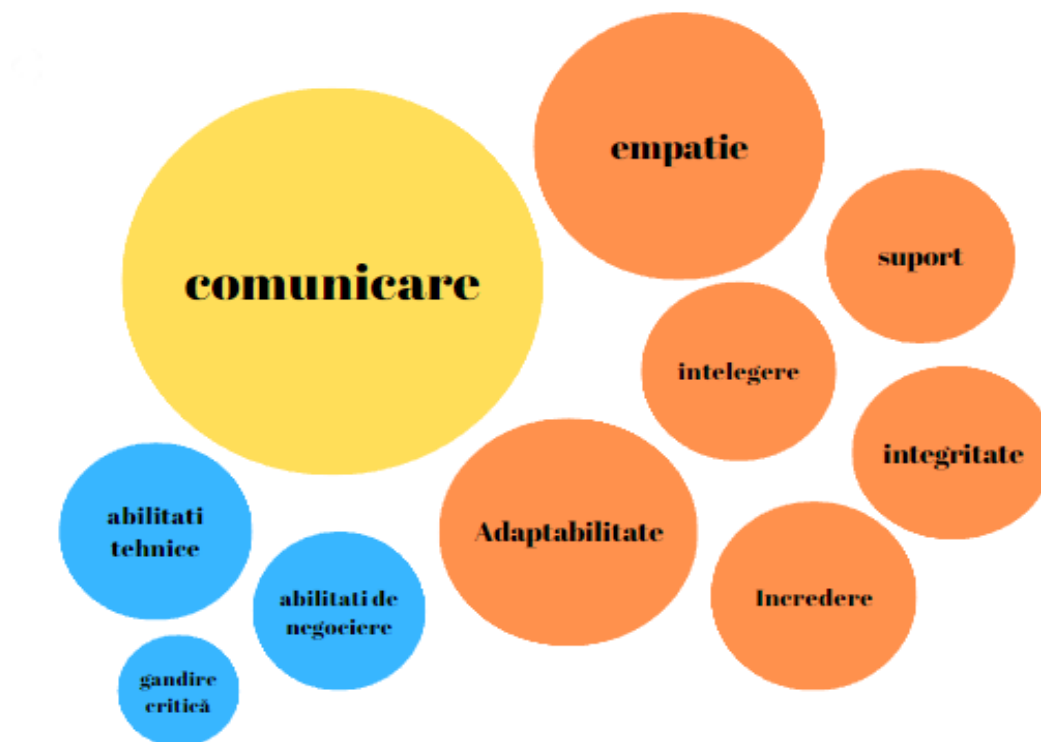 empatie
suport
comunicare
intelegere
integritate
abilitati
tehnice
Adaptabilitate
abilitati de
negociere
Incredere
gandire
critică